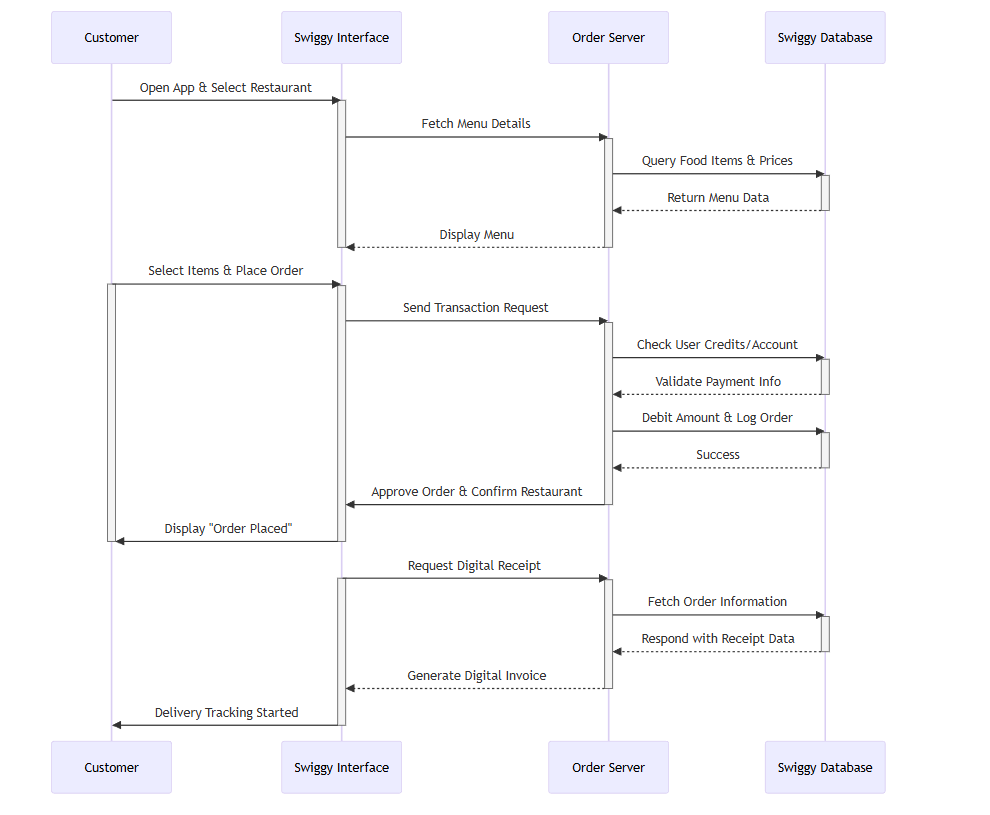 Customer
Swiggy Interface
Order Server
Swiggy Database
Open App & Select Restaurant
Fetch Menu Details
Query Food Items & Prices
Return Menu Data
Display Menu
Select Items & Place Order
Send Transaction Request
Check User Credits/Account
Validate Payment Info
Debit Amount & Log Order
Success
Approve Order & Confirm Restaurant
Display "Order Placed"
Request Digital Receipt
Fetch Order Information
Respond with Receipt Data
Generate Digital Invoice
Delivery Tracking Started
Customer
Swiggy Interface
Order Server
Swiggy Database